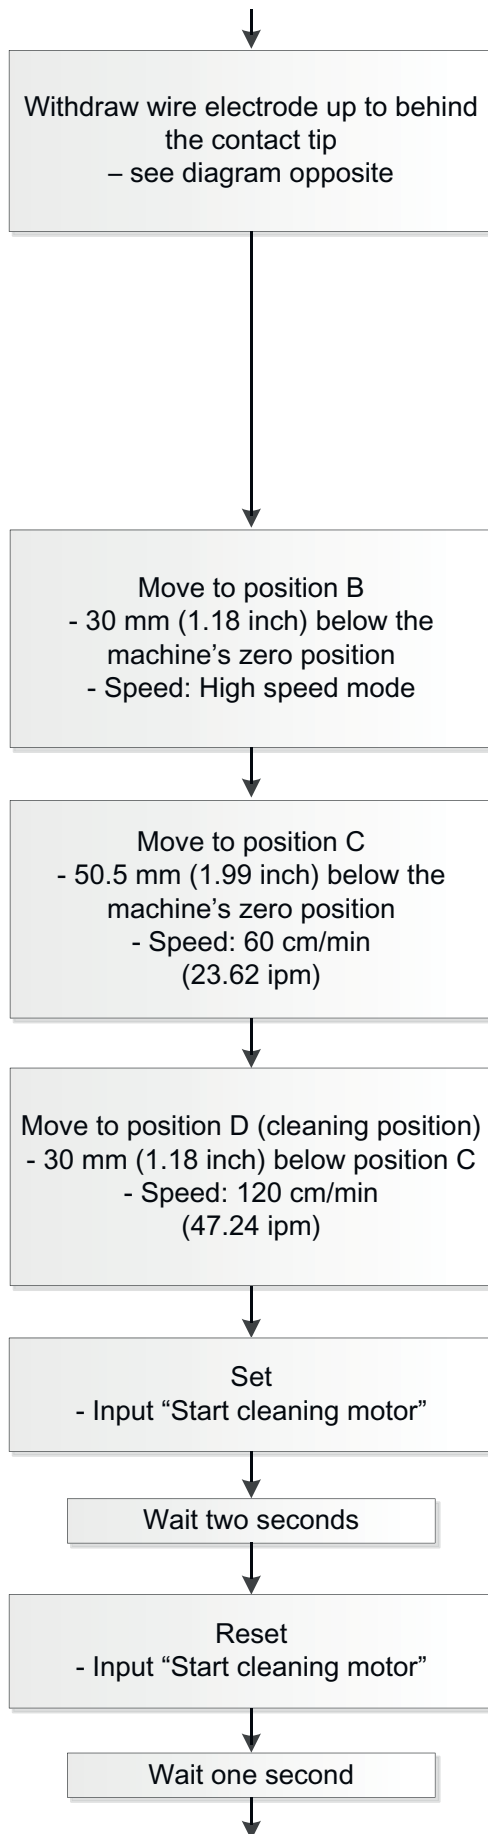 Withdraw wire electrode up to behind
the contact tip
– see diagram opposite
Move to position B
- 30 mm (1.18 inch) below the
machine’s zero position
- Speed: High speed mode
Move to position C
- 50.5 mm (1.99 inch) below the
machine’s zero position
- Speed: 60 cm/min
(23.62 ipm)
Move to position D (cleaning position)
- 30 mm (1.18 inch) below position C
- Speed: 120 cm/min
(47.24 ipm)
Set
- Input “Start cleaning motor”
Wait two seconds
Reset
- Input “Start cleaning motor”
Wait one second